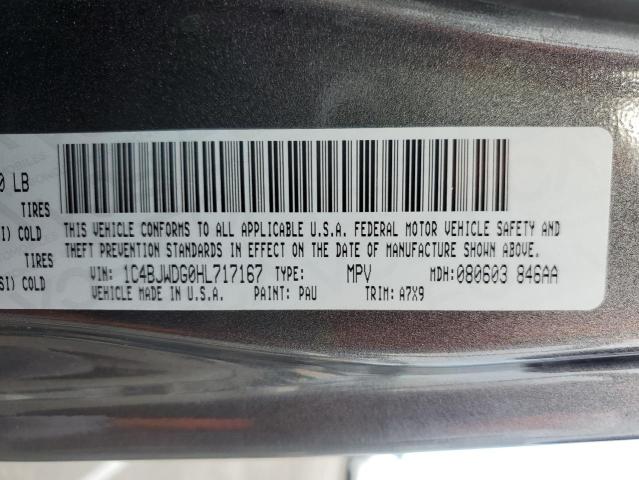 0 LB
TIRES
I) COLD
TIRES
SI) COLD
THIS VEHICLE CONFORMS TO ALL APPLICABLE U.S.A. FEDERAL MOTOR VEHICLE SAFETY AND
THEFT PREVENTION STANDARDS IN EFFECT ON THE DATE OF MANUFACTURE SHOWN ABOVE.
VIN: 1C4BJWDG0HL717167 TYPE: MPV MDH: 080603 846AA
VEHICLE MADE IN U.S.A. PAINT: PAU TRIM: A7X9